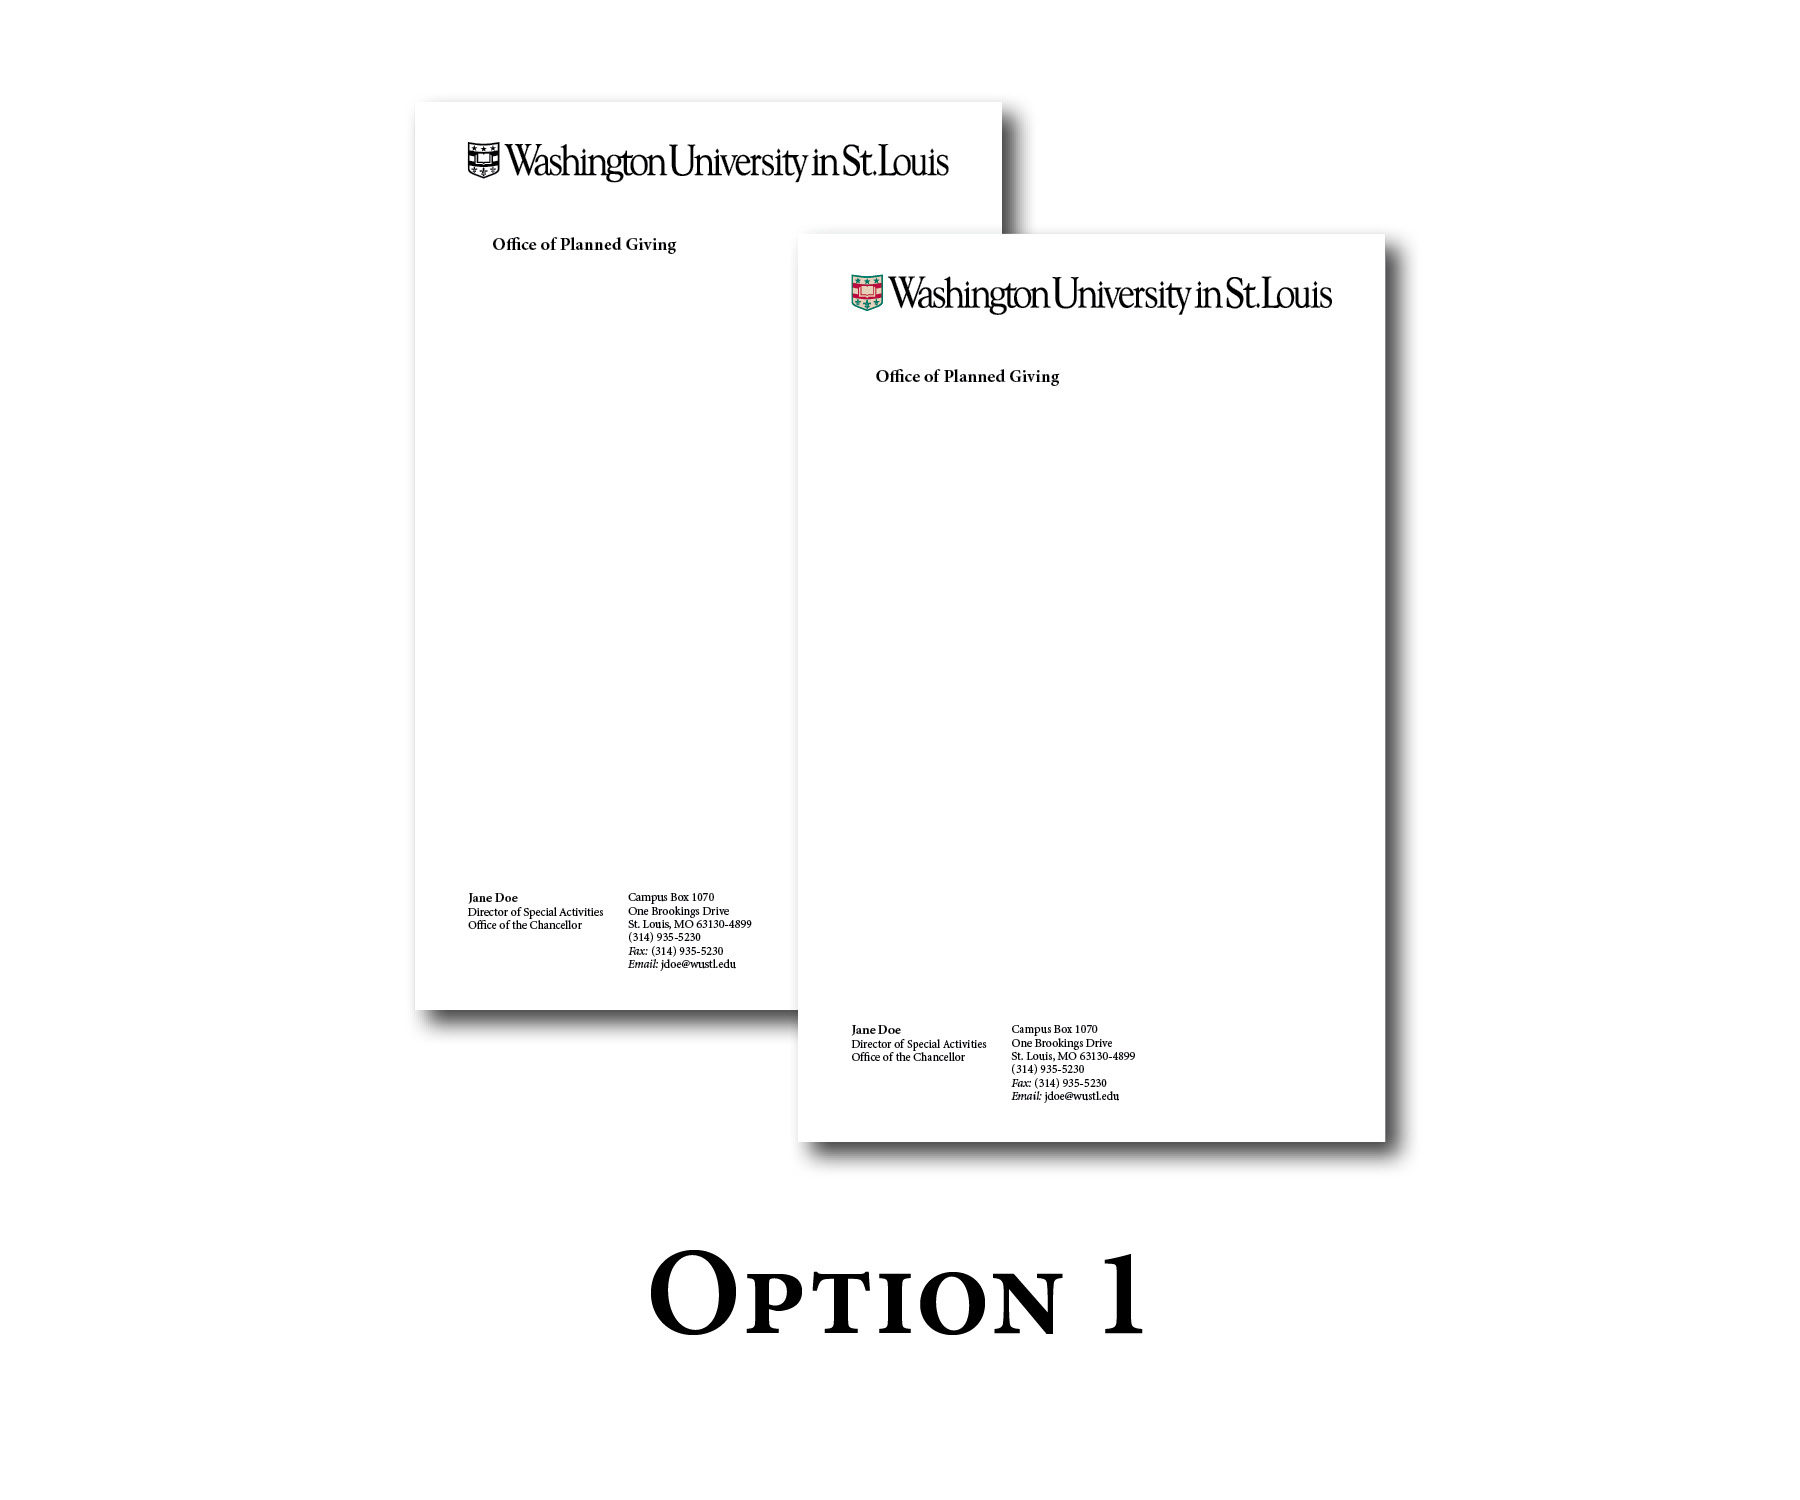 Washington University in St. Louis
Office of Planned Giving
Jane Doe
Director of Special Activities
Office of the Chancellor
Campus Box 1070
One Brookings Drive
St. Louis, MO 63130-4899
(314) 935-5230
Fax: (314) 935-5230
Email: jdoe@wustl.edu
Washington University in St. Louis
Office of Planned Giving
Jane Doe
Director of Special Activities
Office of the Chancellor
Campus Box 1070
One Brookings Drive
St. Louis, MO 63130-4899
(314) 935-5230
Fax: (314) 935-5230
Email: jdoe@wustl.edu
Option 1